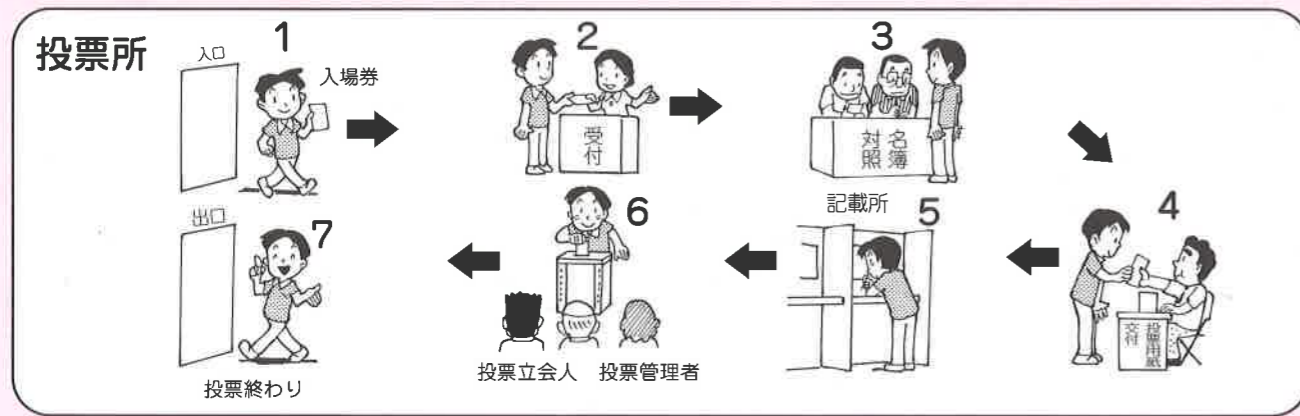 投票所
1
入口
入場券
2
受付
3
名簿
対照
4
投票用紙
交付
記載所
5
6
投票立会人 投票管理者
出口
7
投票終わり